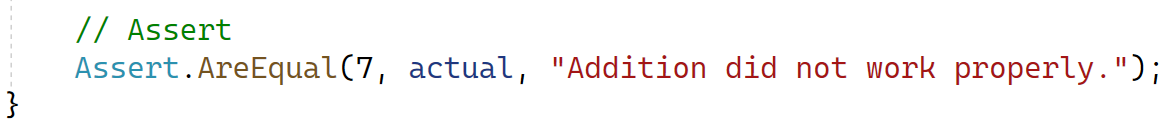 // Assert
Assert.AreEqual(7, actual, "Addition did not work properly.");
}